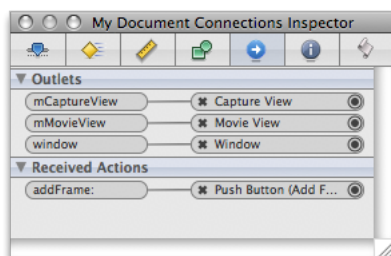 My Document Connections Inspector
Outlets
mCaptureView Capture View
mMovieView Movie View
window Window
Received Actions
addFrame: Push Button (Add F...